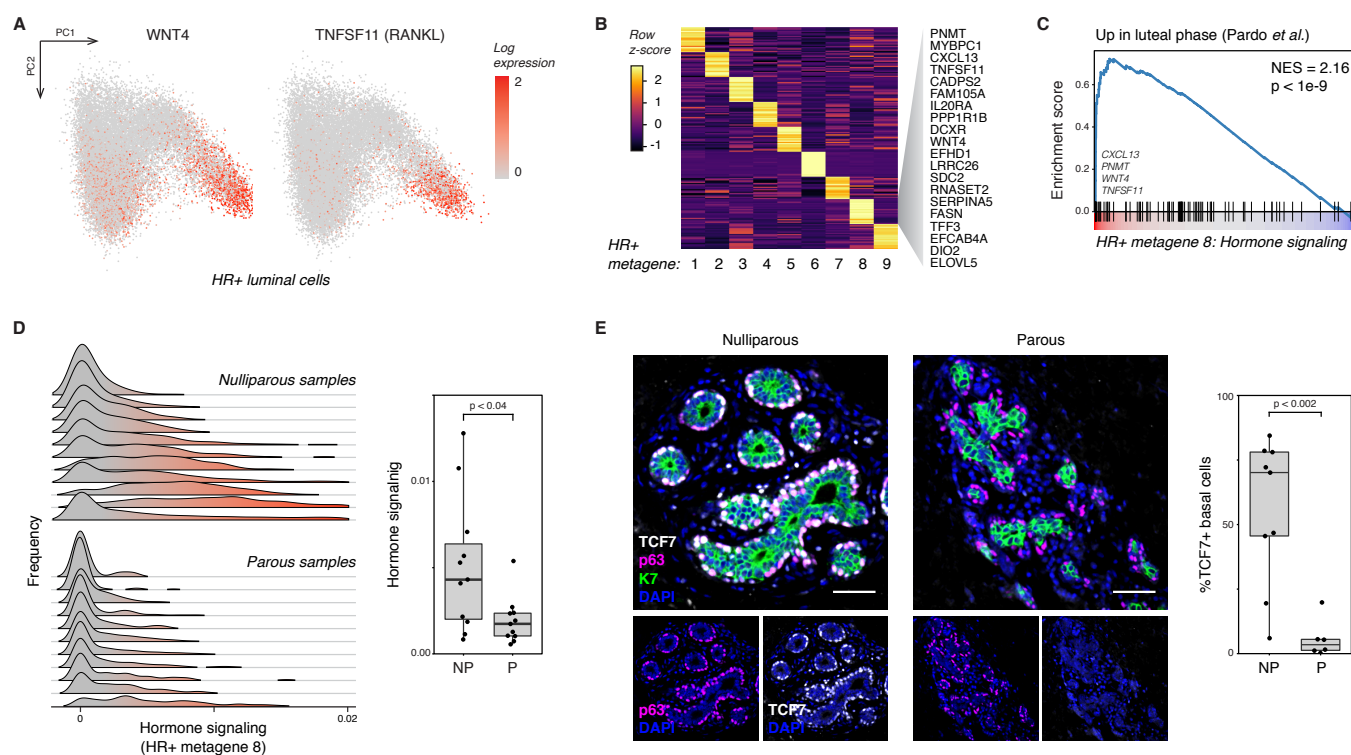 A
PC1
PC2
WNT4
TNFSF11 (RANKL)
Log
expression
2
0
HR+ luminal cells
B
Row
z-score
2
1
0
-1
HR+
metagene:
1 2 3 4 5 6 7 8 9
PNMT
MYBPC1
CXCL13
TNFSF11
CADPS2
FAM105A
IL20RA
PPP1R1B
DCXR
WNT4
EFHD1
LRRC26
SDC2
RNASET2
SERPINA5
FASN
TFF3
EFCAB4A
DIO2
ELOVL5
C
Up in luteal phase (Pardo et al.)
NES = 2.16
p < 1e-9
Enrichment score
0.6
0.4
0.2
0.0
CXCL13
PNMT
WNT4
TNFSF11
HR+ metagene 8: Hormone signaling
D
Nulliparous samples
Parous samples
Frequency
0
0.02
Hormone signaling
(HR+ metagene 8)
p < 0.04
Hormone signalnig
0.01
0.00
NP P
E
Nulliparous
Parous
TCF7
p63
K7
DAPI
p63
DAPI
TCF7
DAPI
p < 0.002
%TCF7+ basal cells
100
50
0
NP P